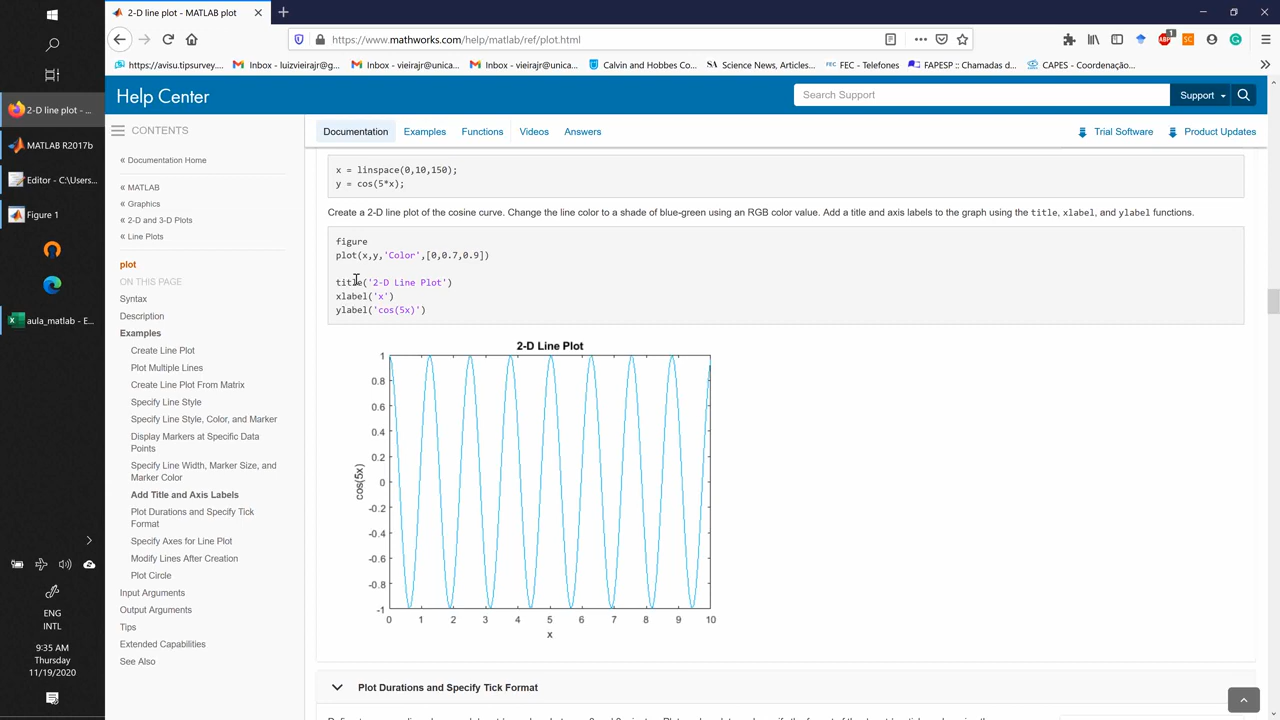 2-D line plot - MATLAB plot
https://www.mathworks.com/help/matlab/ref/plot.html
https://avisu.tipsurvey....
Inbox - luizvieirajr@g...
Inbox - vieirajr@unica...
Inbox - vieirajr@unica...
Calvin and Hobbes Co...
Science News, Articles...
FEC - Telefones
FAPESP :: Chamadas d...
CAPES - Coordenação...
Help Center
Search Support
Support
2-D line plot - ...
MATLAB R2017b
Editor - C:\Users...
Figure 1
aula_matlab - E...
ENG
INTL
9:35 AM
Thursday
11/19/2020
CONTENTS
« Documentation Home
« MATLAB
« Graphics
« 2-D and 3-D Plots
« Line Plots
plot
ON THIS PAGE
Syntax
Description
Examples
Create Line Plot
Plot Multiple Lines
Create Line Plot From Matrix
Specify Line Style
Specify Line Style, Color, and Marker
Display Markers at Specific Data
Points
Specify Line Width, Marker Size, and
Marker Color
Add Title and Axis Labels
Plot Durations and Specify Tick
Format
Specify Axes for Line Plot
Modify Lines After Creation
Plot Circle
Input Arguments
Output Arguments
Tips
Extended Capabilities
See Also
Documentation
Examples
Functions
Videos
Answers
Trial Software
Product Updates
x = linspace(0,10,150);
y = cos(5*x);
Create a 2-D line plot of the cosine curve. Change the line color to a shade of blue-green using an RGB color value. Add a title and axis labels to the graph using the title, xlabel, and ylabel functions.
figure
plot(x,y,'Color',[0,0.7,0.9])
title('2-D Line Plot')
xlabel('x')
ylabel('cos(5x)')
2-D Line Plot
1
0.8
0.6
0.4
0.2
0
-0.2
-0.4
-0.6
-0.8
-1
cos(5x)
0 1 2 3 4 5 6 7 8 9 10
x
Plot Durations and Specify Tick Format